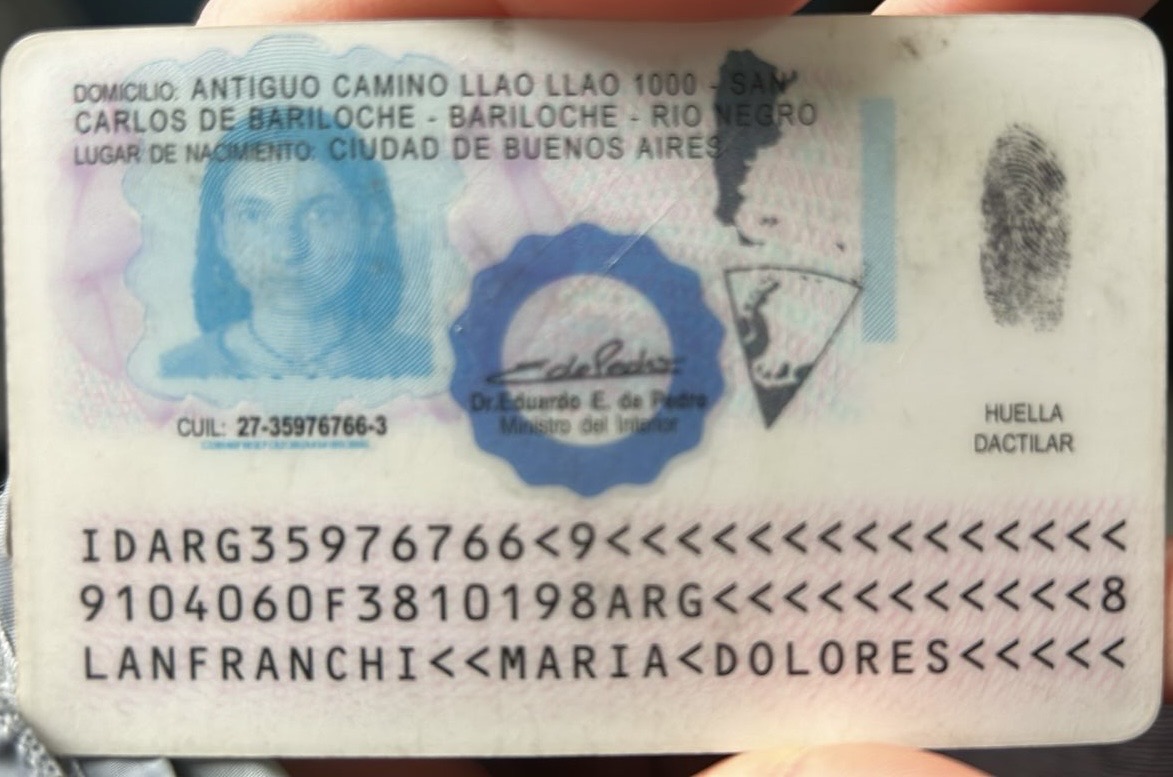 DOMICILIO: ANTIGUO CAMINO LLAO LLAO 1000 - SAN
CARLOS DE BARILOCHE - BARILOCHE - RIO NEGRO
LUGAR DE NACIMIENTO: CIUDAD DE BUENOS AIRES
E de Pedro
Dr. Eduardo E. de Pedro
Ministro del Interior
CUIL: 27-35976766-3
HUELLA
DACTILAR
IDARG35976766<9<<<<<<<<<<<<<<<
9104060F3810198ARG<<<<<<<<<<<8
LANFRANCHI<<MARIA<DOLORES<<<<<